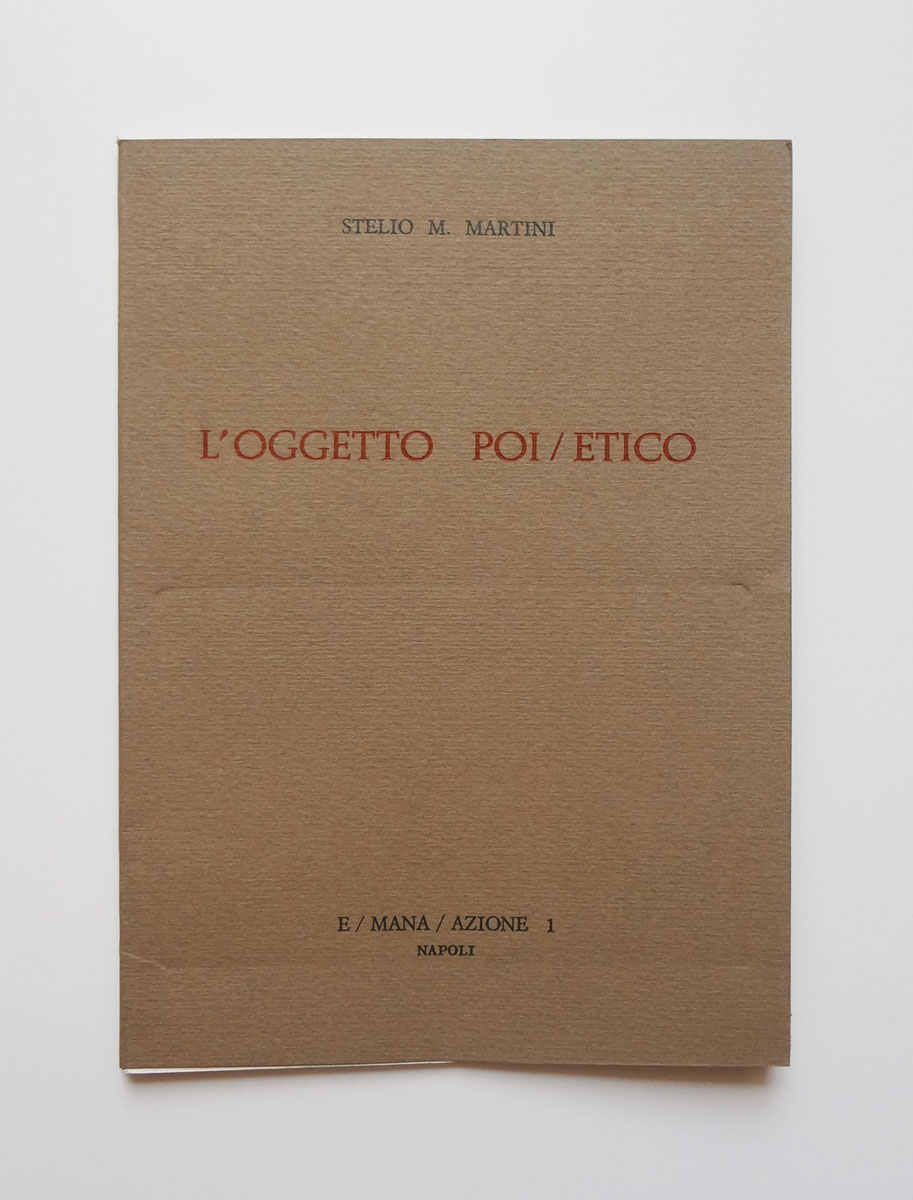 STELIO M. MARTINI
L'OGGETTO POI / ETICO
E / MANA / AZIONE 1
NAPOLI